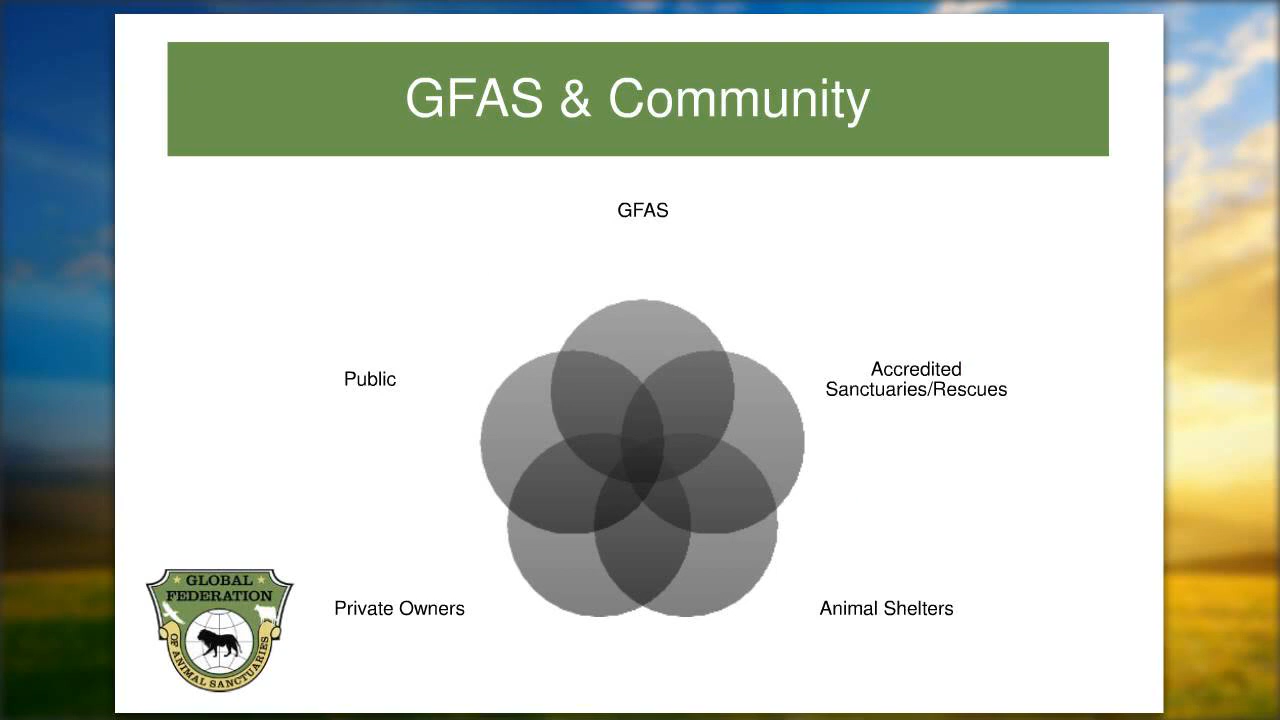 GFAS & Community
GFAS
Public
Accredited
Sanctuaries/Rescues
Private Owners
Animal Shelters
GLOBAL
FEDERATION
OF ANIMAL SANCTUARIES